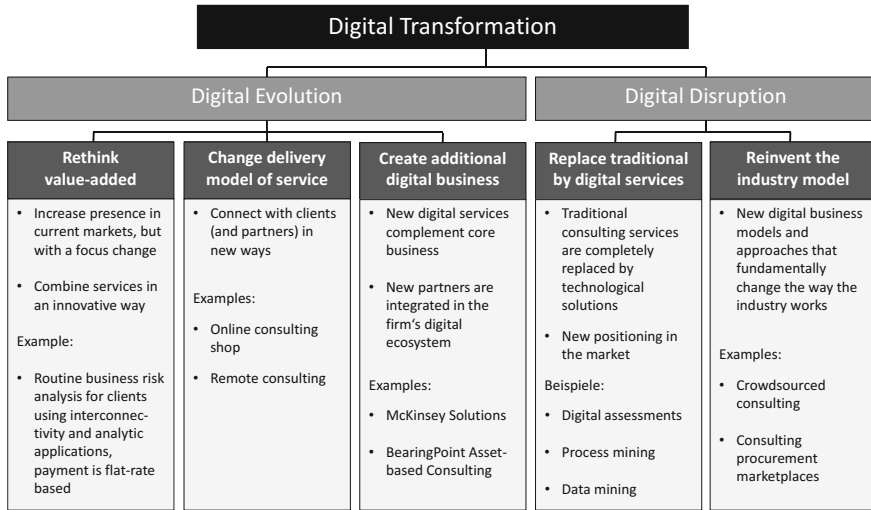 Digital Transformation
Digital Evolution
Digital Disruption
Rethink
value-added
• Increase presence in
current markets, but
with a focus change
• Combine services in
an innovative way
Example:
• Routine business risk
analysis for clients
using interconnec-
tivity and analytic
applications,
payment is flat-rate
based
Change delivery
model of service
• Connect with clients
(and partners) in
new ways
Examples:
• Online consulting
shop
• Remote consulting
Create additional
digital business
• New digital services
complement core
business
• New partners are
integrated in the
firm‘s digital
ecosystem
Examples:
• McKinsey Solutions
• BearingPoint Asset-
based Consulting
Replace traditional
by digital services
• Traditional
consulting services
are completely
replaced by
technological
solutions
• New positioning in
the market
Beispiele:
• Digital assessments
• Process mining
• Data mining
Reinvent the
industry model
• New digital business
models and
approaches that
fundamentally
change the way the
industry works
Examples:
• Crowdsourced
consulting
• Consulting
procurement
marketplaces